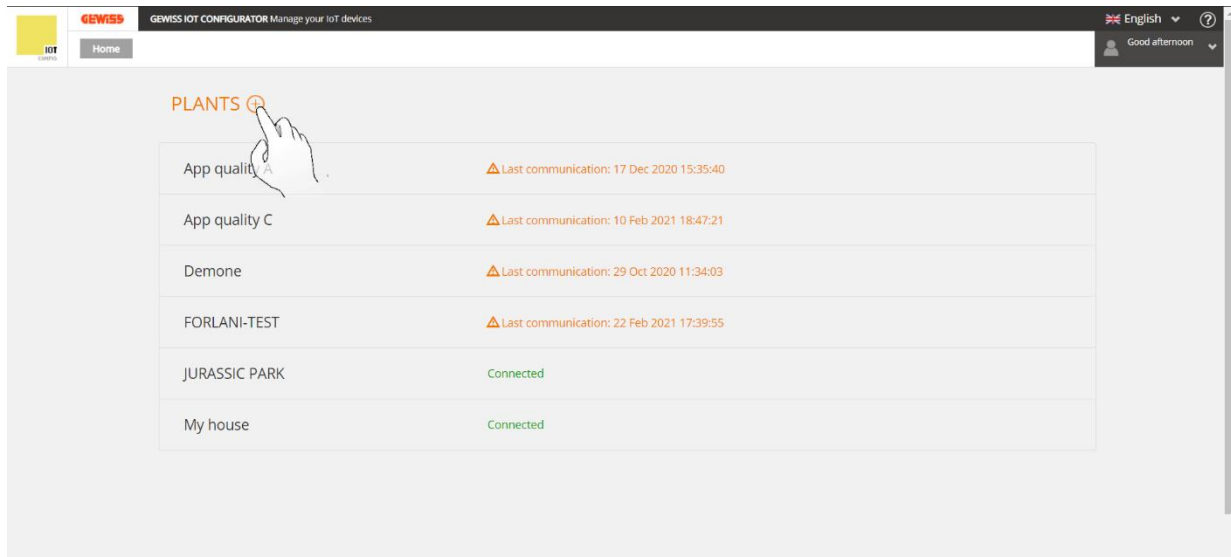 GEWISS
GEWISS IOT CONFIGURATOR Manage your IoT devices
English
?
IOT
Home
Good afternoon
PLANTS
App quality A
Last communication: 17 Dec 2020 15:35:40
App quality C
Last communication: 10 Feb 2021 18:47:21
Demone
Last communication: 29 Oct 2020 11:34:03
FORLANI-TEST
Last communication: 22 Feb 2021 17:39:55
JURASSIC PARK
Connected
My house
Connected